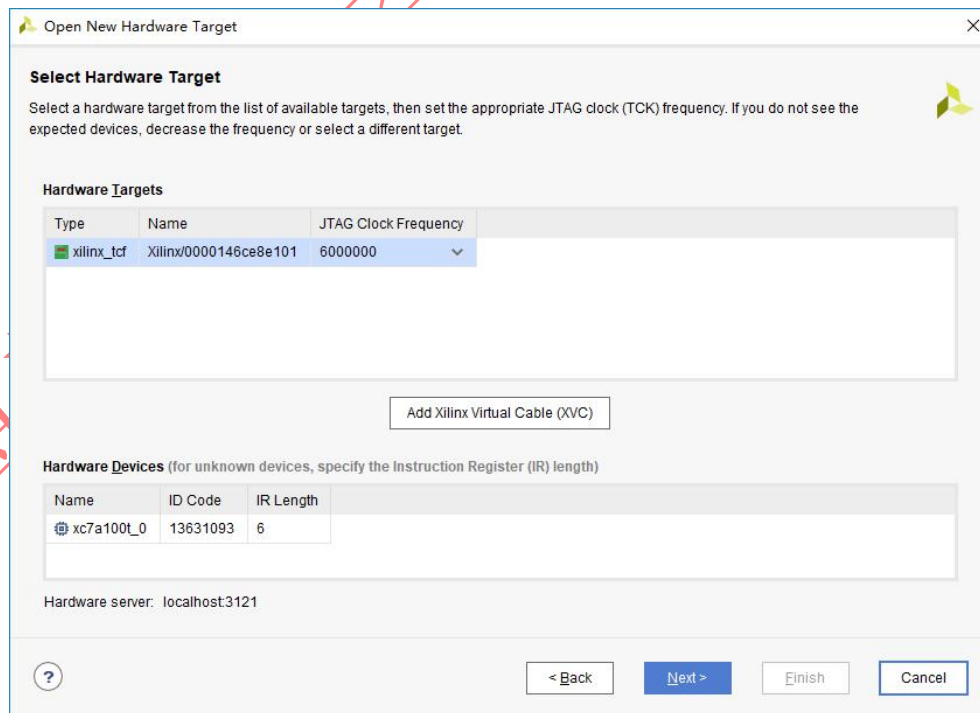 Open New Hardware Target
Select Hardware Target
Select a hardware target from the list of available targets, then set the appropriate JTAG clock (TCK) frequency. If you do not see the
expected devices, decrease the frequency or select a different target.
Hardware Targets
Type Name JTAG Clock Frequency
xilinx_tcf Xilinx/0000146ce8e101 6000000
Add Xilinx Virtual Cable (XVC)
Hardware Devices (for unknown devices, specify the Instruction Register (IR) length)
Name ID Code IR Length
xc7a100t_0 13631093 6
Hardware server: localhost:3121
? < Back Next > Finish Cancel